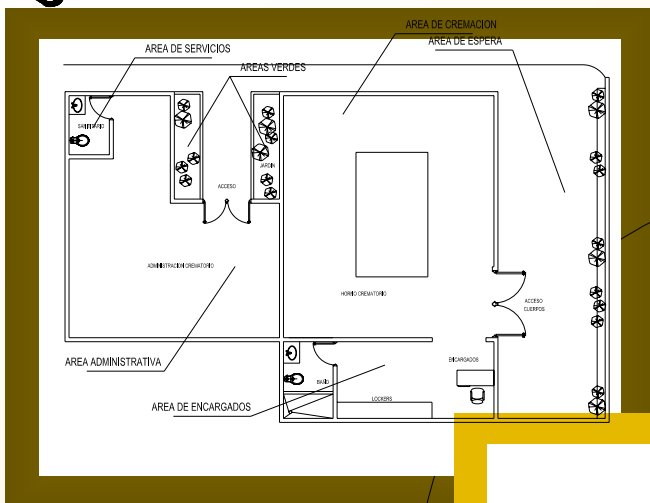 AREA DE CREMACION
AREA DE ESPERA
AREA DE SERVICIOS
AREAS VERDES
SANITARIO
JARDIN
ACCESO
ADMINISTRACION CREMATORIO
HORNO CREMATORIO
ACCESO
CUERPOS
AREA ADMINISTRATIVA
ENCARGADOS
BAÑO
LOCKERS
AREA DE ENCARGADOS